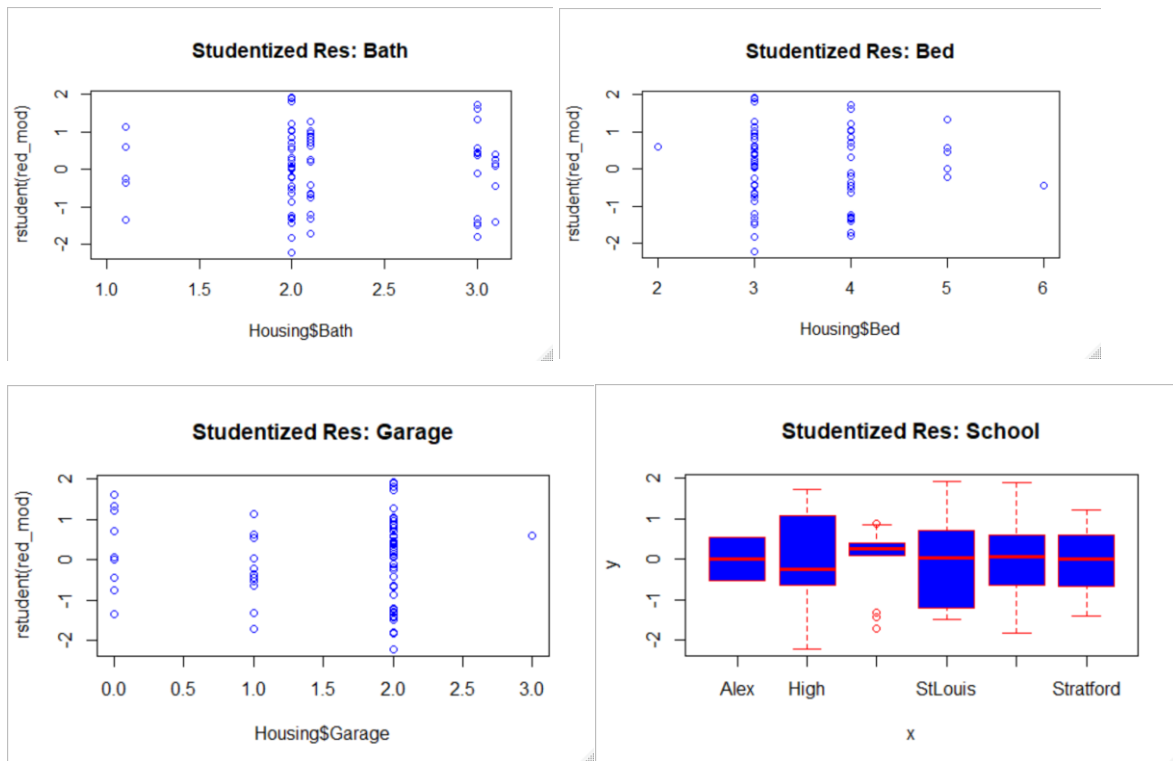 Studentized Res: Bath
rstudent(red_mod)
2
1
0
-1
-2
1.0 1.5 2.0 2.5 3.0
Housing$Bath
Studentized Res: Bed
rstudent(red_mod)
2
1
0
-1
-2
2 3 4 5 6
Housing$Bed
Studentized Res: Garage
rstudent(red_mod)
2
1
0
-1
-2
0.0 0.5 1.0 1.5 2.0 2.5 3.0
Housing$Garage
Studentized Res: School
y
2
1
0
-1
-2
Alex High StLouis Stratford
x